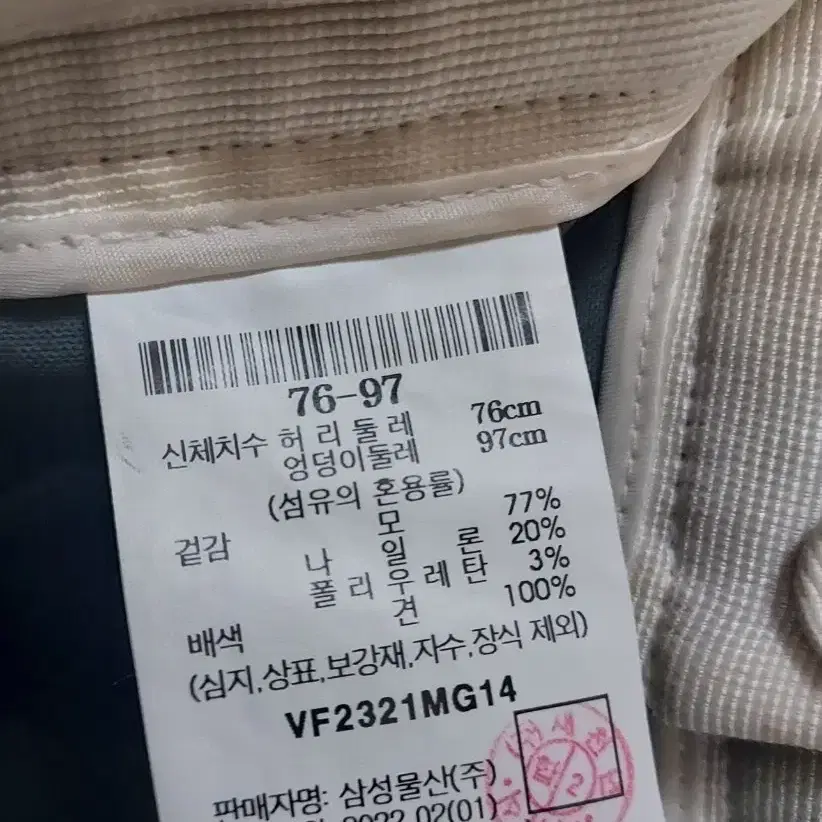 76-97
신체치수 허리둘레 76cm
엉덩이둘레 97cm
(섬유의 혼용률)
겉감 모 77%
나일론 20%
폴리우레탄 3%
배색 견 100%
(심지,상표,보강재,자수,장식 제외)
VF2321MG14
판매자명: 삼성물산(주)
2022.02(01)